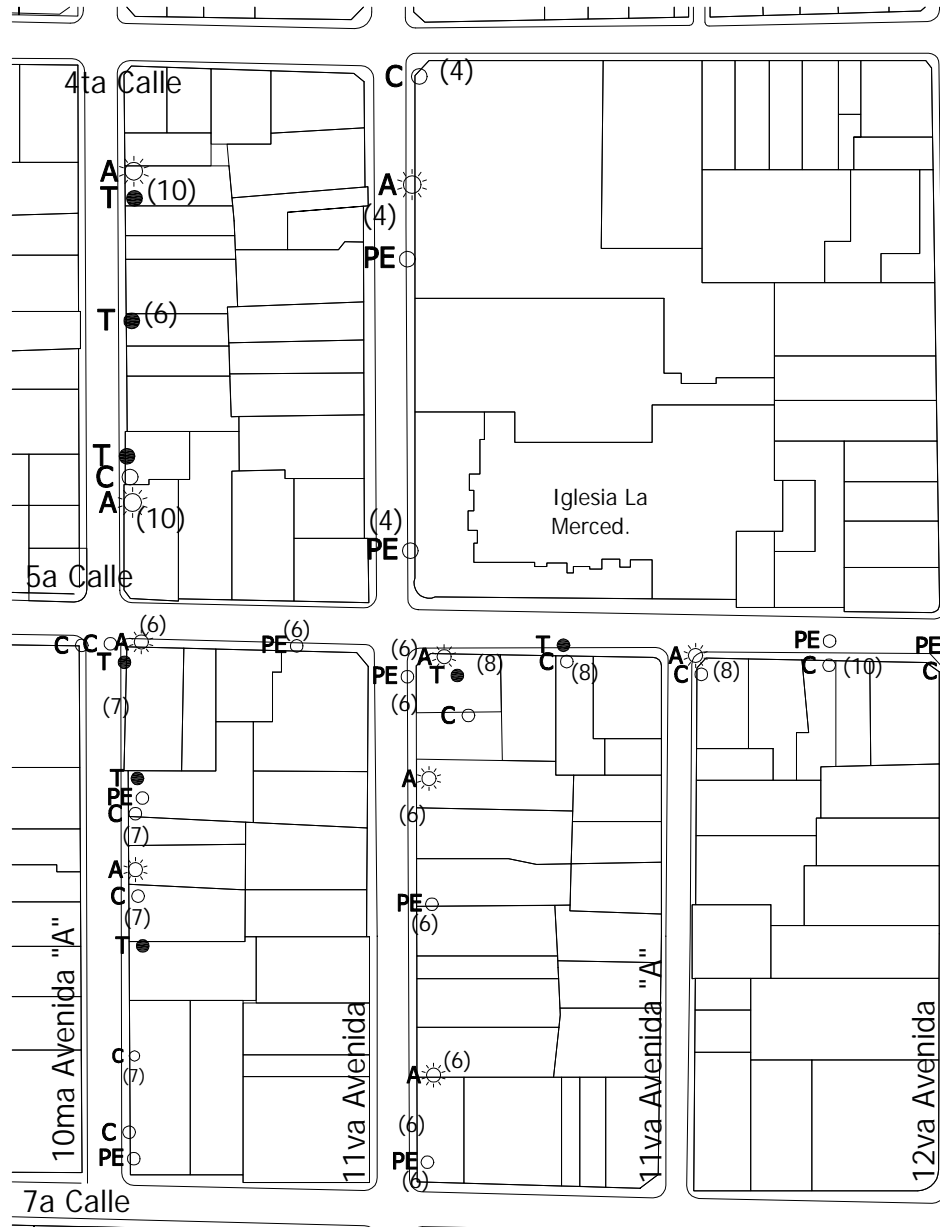 4ta Calle
C (4)
A
T (10)
A
(4)
PE
T (6)
T
C
A (10)
(4)
PE
Iglesia La
Merced.
5a Calle
C C A (6)
T
PE (6)
(6)
A (8)
PE T
(6)
C
T
C (8)
A
C (8)
PE
C (10)
PE
C
(7)
T
PE
C
(7)
A
(6)
A
C
(7)
PE
(6)
T
C
(7)
A (6)
C
PE
(6)
PE
(6)
10ma Avenida "A"
11va Avenida
11va Avenida "A"
12va Avenida
7a Calle